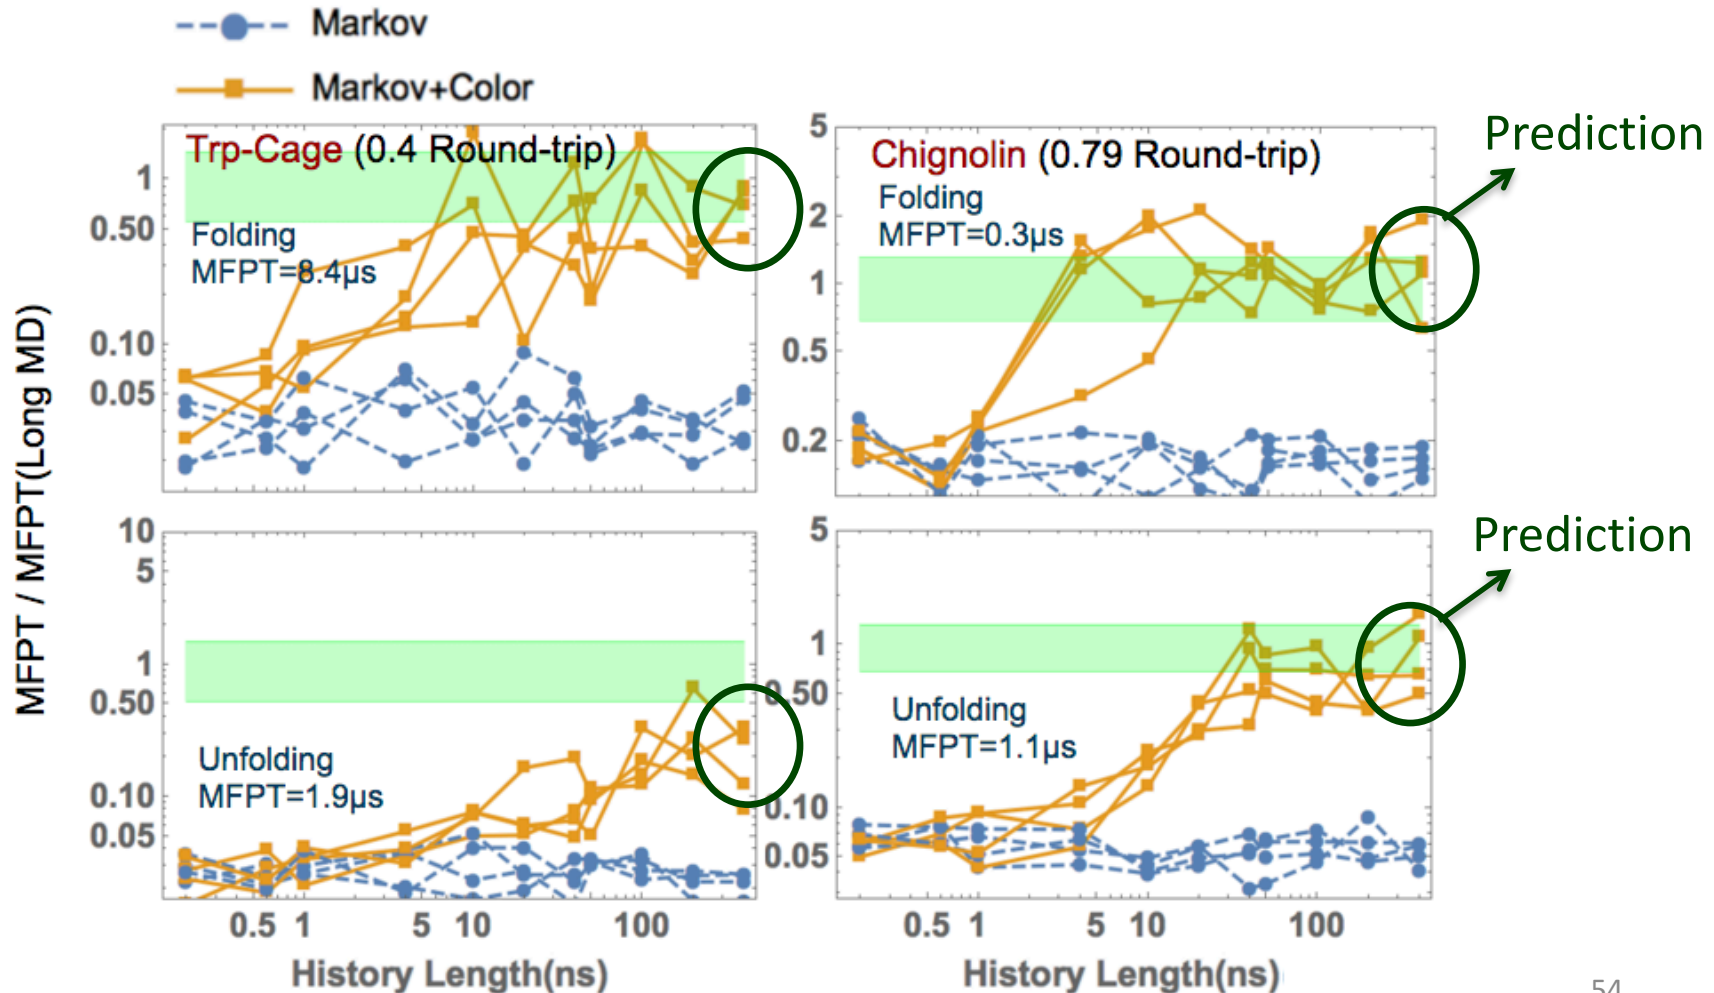 Markov
Markov+Color
MFPT / MFPT(Long MD)
Trp-Cage (0.4 Round-trip)
Folding
MFPT=8.4µs
1
0.50
0.10
0.05
Chignolin (0.79 Round-trip)
Folding
MFPT=0.3µs
5
2
1
0.5
0.2
Prediction
10
5
1
0.50
0.10
0.05
Unfolding
MFPT=1.9µs
0.5 1 5 10 100
History Length(ns)
5
1
0.50
0.10
0.05
Unfolding
MFPT=1.1µs
Prediction
0.5 1 5 10 100
History Length(ns)
54